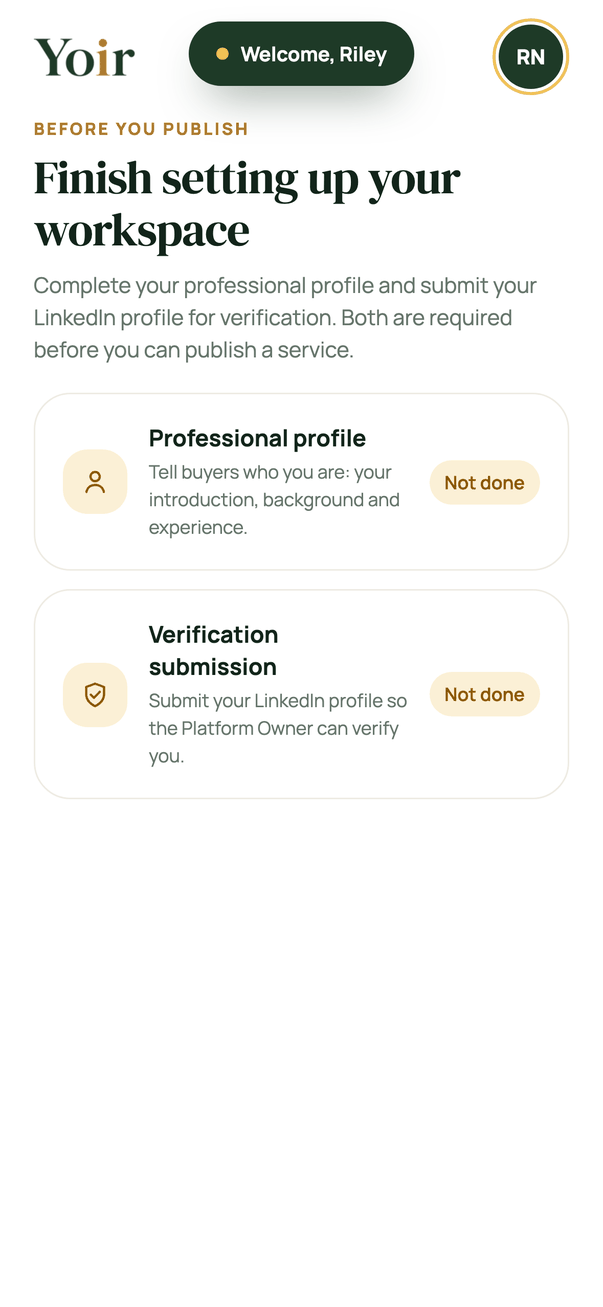 Yoir
Welcome, Riley
RN
BEFORE YOU PUBLISH
Finish setting up your
workspace
Complete your professional profile and submit your
LinkedIn profile for verification. Both are required
before you can publish a service.
Professional profile
Tell buyers who you are: your
introduction, background and
experience.
Not done
Verification
submission
Submit your LinkedIn profile so
the Platform Owner can verify
you.
Not done